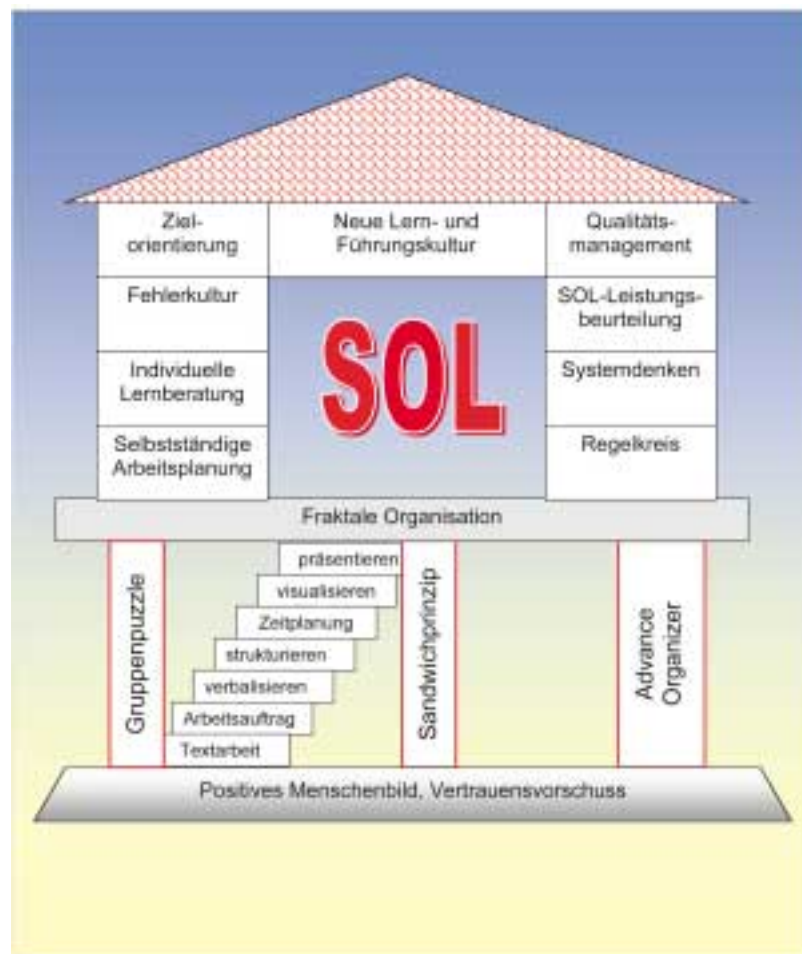 Ziel-
orientierung
Neue Lern- und
Führungskultur
Qualitäts-
management
Fehlerkultur
SOL-Leistungs-
beurteilung
SOL
Individuelle
Lernberatung
Systemdenken
Selbstständige
Arbeitsplanung
Regelkreis
Fraktale Organisation
Gruppenpuzzle
präsentieren
visualisieren
Zeitplanung
strukturieren
verbalisieren
Arbeitsauftrag
Textarbeit
Sandwichprinzip
Advance
Organizer
Positives Menschenbild, Vertrauensvorschuss